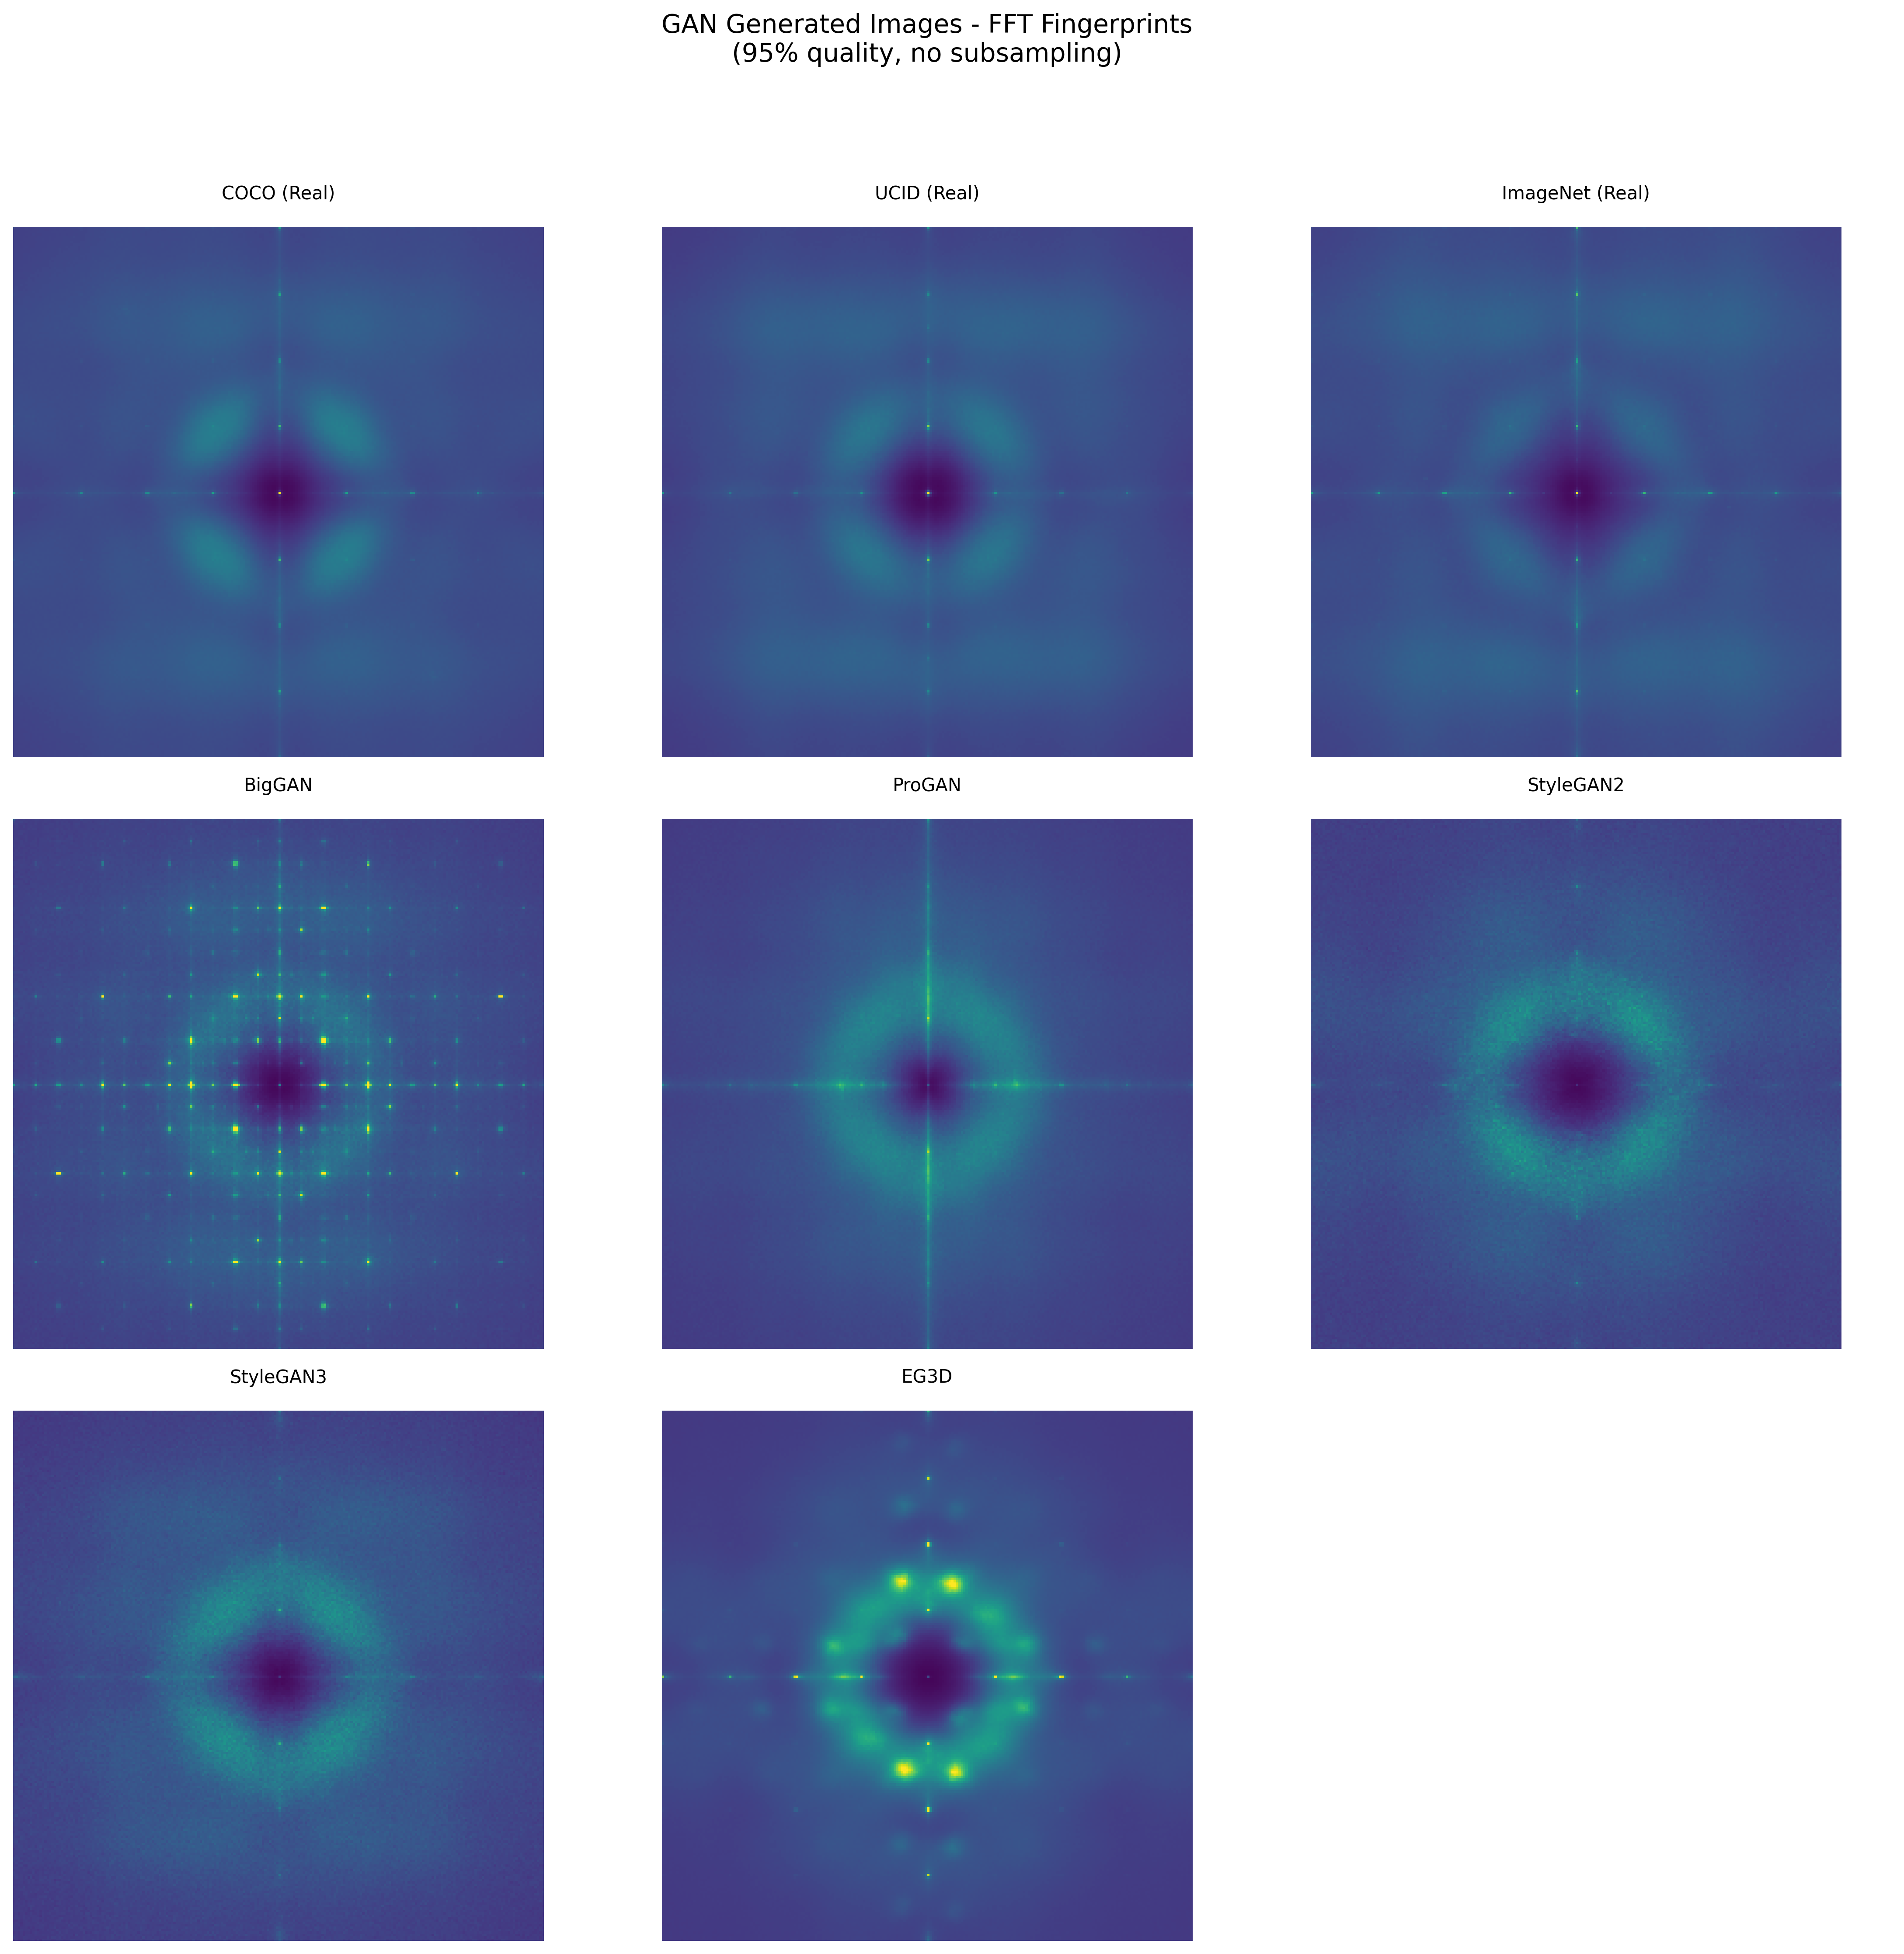 GAN Generated Images - FFT Fingerprints
(95% quality, no subsampling)
COCO (Real)
UCID (Real)
ImageNet (Real)
BigGAN
ProGAN
StyleGAN2
StyleGAN3
EG3D